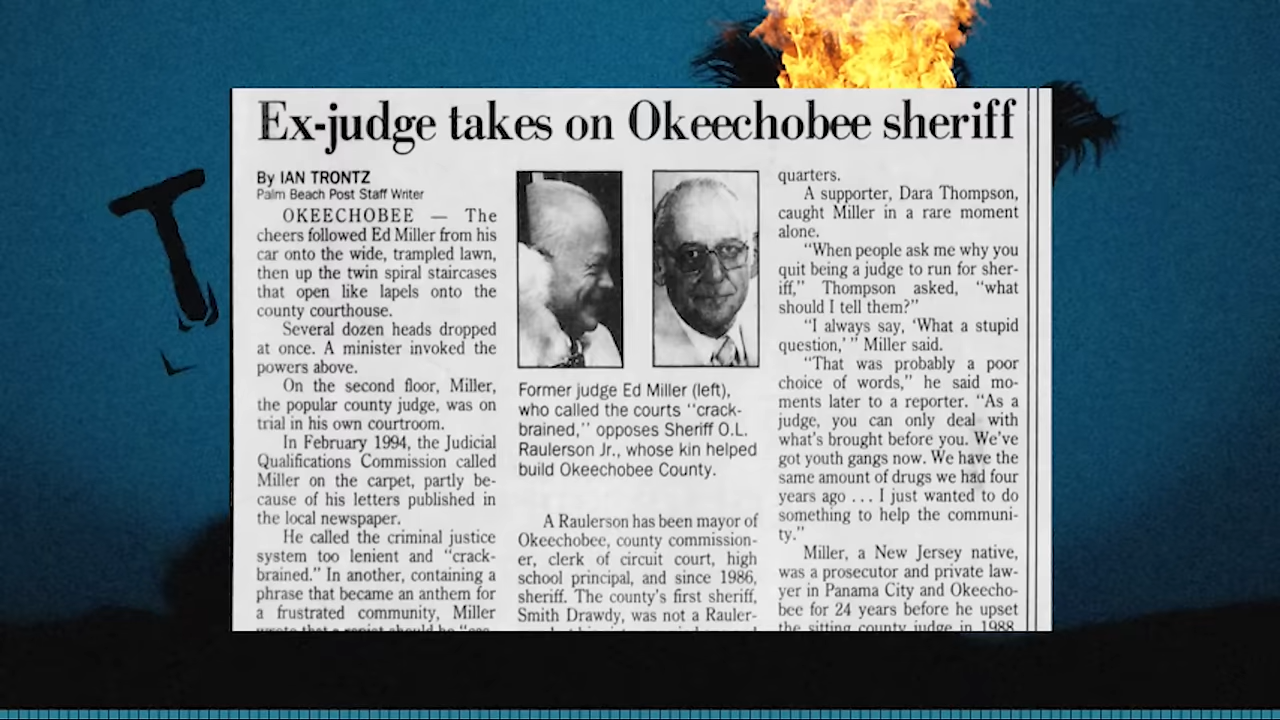 Ex-judge takes on Okeechobee sheriff
By IAN TRONTZ
Palm Beach Post Staff Writer
OKEECHOBEE — The
cheers followed Ed Miller from his
car onto the wide, trampled lawn,
then up the twin spiral staircases
that open like lapels onto the
county courthouse.
Several dozen heads dropped
at once. A minister invoked the
powers above.
On the second floor, Miller,
the popular county judge, was on
trial in his own courtroom.
In February 1994, the Judicial
Qualifications Commission called
Miller on the carpet, partly be-
cause of his letters published in
the local newspaper.
He called the criminal justice
system too lenient and “crack-
brained.” In another, containing a
phrase that became an anthem for
a frustrated community, Miller
Former judge Ed Miller (left),
who called the courts “crack-
brained,” opposes Sheriff O.L.
Raulerson Jr., whose kin helped
build Okeechobee County.
A Raulerson has been mayor of
Okeechobee, county commission-
er, clerk of circuit court, high
school principal, and since 1986,
sheriff. The county’s first sheriff,
Smith Drawdy, was not a Rauler-
quarters.
A supporter, Dara Thompson,
caught Miller in a rare moment
alone.
“When people ask me why you
quit being a judge to run for sher-
iff,” Thompson asked, “what
should I tell them?”
“I always say, ‘What a stupid
question,’ ” Miller said.
“That was probably a poor
choice of words,” he said mo-
ments later to a reporter. “As a
judge, you can only deal with
what’s brought before you. We’ve
got youth gangs now. We have the
same amount of drugs we had four
years ago . . . I just wanted to do
something to help the communi-
ty.”
Miller, a New Jersey native,
was a prosecutor and private law-
yer in Panama City and Okeecho-
bee for 24 years before he upset
the sitting county judge in 1988